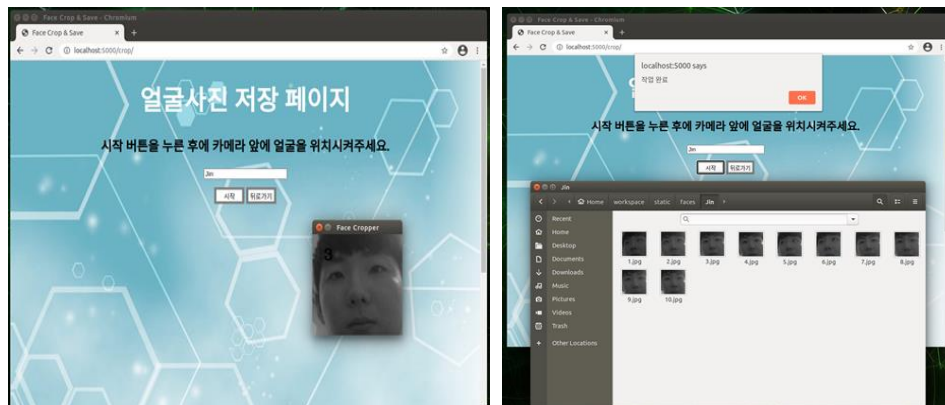 Face Crop & Save - Chromium
Face Crop & Save
localhost:5000/crop/
얼굴사진 저장 페이지
시작 버튼을 누른 후에 카메라 앞에 얼굴을 위치시켜주세요.
Jin
시작 뒤로가기
Face Cropper
3
Face Crop & Save - Chromium
Face Crop & Save
localhost:5000/crop/
localhost:5000 says
작업 완료
OK
시작 버튼을 누른 후에 카메라 앞에 얼굴을 위치시켜주세요.
Jin
시작 뒤로가기
Jin
Home workspace static faces Jin
Recent
Home
Desktop
Documents
Downloads
Music
Pictures
Videos
Trash
Other Locations
1.jpg 2.jpg 3.jpg 4.jpg 5.jpg 6.jpg 7.jpg 8.jpg
9.jpg 10.jpg